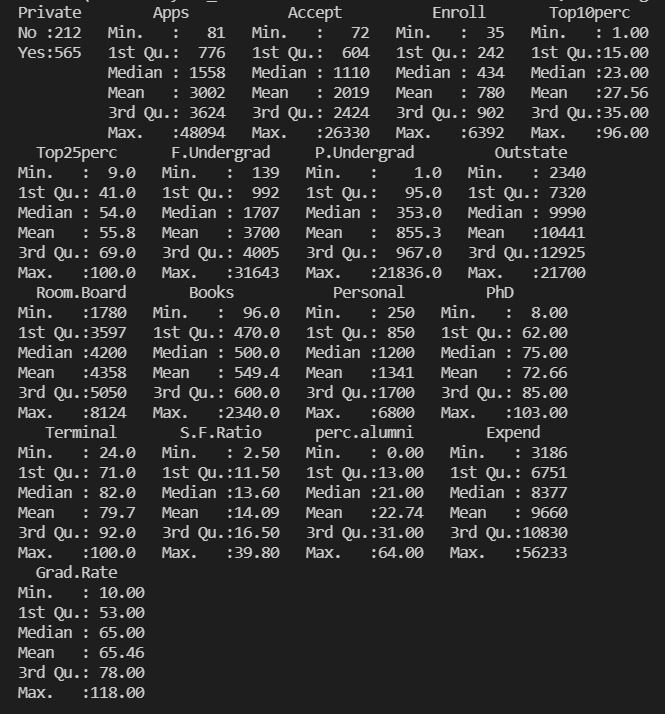 Private Apps Accept Enroll Top10perc
No :212 Min. : 81 Min. : 72 Min. : 35 Min. : 1.00
Yes:565 1st Qu.: 776 1st Qu.: 604 1st Qu.: 242 1st Qu.:15.00
Median : 1558 Median : 1110 Median : 434 Median :23.00
Mean : 3002 Mean : 2019 Mean : 780 Mean :27.56
3rd Qu.: 3624 3rd Qu.: 2424 3rd Qu.: 902 3rd Qu.:35.00
Max. :48094 Max. :26330 Max. :6392 Max. :96.00
Top25perc F.Undergrad P.Undergrad Outstate
Min. : 9.0 Min. : 139 Min. : 1.0 Min. : 2340
1st Qu.: 41.0 1st Qu.: 992 1st Qu.: 95.0 1st Qu.: 7320
Median : 54.0 Median : 1707 Median : 353.0 Median : 9990
Mean : 55.8 Mean : 3700 Mean : 855.3 Mean :10441
3rd Qu.: 69.0 3rd Qu.: 4005 3rd Qu.: 967.0 3rd Qu.:12925
Max. :100.0 Max. :31643 Max. :21836.0 Max. :21700
Room.Board Books Personal PhD
Min. :1780 Min. : 96.0 Min. : 250 Min. : 8.00
1st Qu.:3597 1st Qu.: 470.0 1st Qu.: 850 1st Qu.: 62.00
Median :4200 Median : 500.0 Median :1200 Median : 75.00
Mean :4358 Mean : 549.4 Mean :1341 Mean : 72.66
3rd Qu.:5050 3rd Qu.: 600.0 3rd Qu.:1700 3rd Qu.: 85.00
Max. :8124 Max. :2340.0 Max. :6800 Max. :103.00
Terminal S.F.Ratio perc.alumni Expend
Min. : 24.0 Min. : 2.50 Min. : 0.00 Min. : 3186
1st Qu.: 71.0 1st Qu.:11.50 1st Qu.:13.00 1st Qu.: 6751
Median : 82.0 Median :13.60 Median :21.00 Median : 8377
Mean : 79.7 Mean :14.09 Mean :22.74 Mean : 9660
3rd Qu.: 92.0 3rd Qu.:16.50 3rd Qu.:31.00 3rd Qu.:10830
Max. :100.0 Max. :39.80 Max. :64.00 Max. :56233
Grad.Rate
Min. : 10.00
1st Qu.: 53.00
Median : 65.00
Mean : 65.46
3rd Qu.: 78.00
Max. :118.00